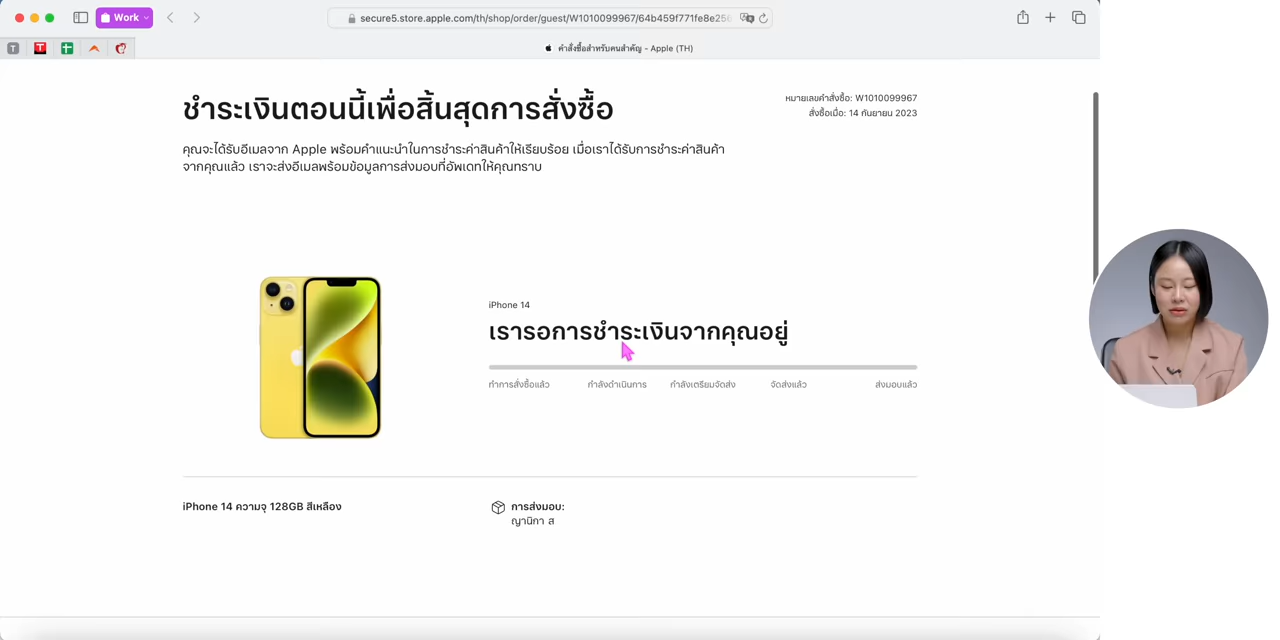 Work
secure5.store.apple.com/th/shop/order/guest/W1010099967/64b459f771fe8e256
คำสั่งซื้อสำหรับคนสำคัญ - Apple (TH)
ชำระเงินตอนนี้เพื่อสิ้นสุดการสั่งซื้อ
หมายเลขคำสั่งซื้อ: W1010099967
สั่งซื้อเมื่อ: 14 กันยายน 2023
คุณจะได้รับอีเมลจาก Apple พร้อมคำแนะนำในการชำระค่าสินค้าให้เรียบร้อย เมื่อเราได้รับการชำระค่าสินค้า
จากคุณแล้ว เราจะส่งอีเมลพร้อมข้อมูลการส่งมอบที่อัพเดทให้คุณทราบ
iPhone 14
เรารอการชำระเงินจากคุณอยู่
ทำการสั่งซื้อแล้ว กำลังดำเนินการ กำลังเตรียมจัดส่ง จัดส่งแล้ว ส่งมอบแล้ว
iPhone 14 ความจุ 128GB สีเหลือง
การส่งมอบ:
ญานิกา ส